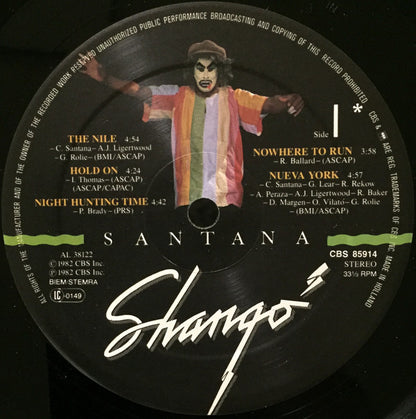 ALL RIGHTS OF THE MANUFACTURER AND OF THE OWNER OF THE RECORDED WORK RESERVED UNAUTHORIZED PUBLIC PERFORMANCE BROADCASTING AND COPYING OF THIS RECORD PROHIBITED
CBS & ARE REG. TRADEMARKS OF CBS INC. MADE IN HOLLAND
Side 1 *
THE NILE 4:54
– C. Santana – A.J. Ligertwood
– G. Rolie – (BMI/ASCAP)
HOLD ON 4:24
– I. Thomas – (ASCAP)
(ASCAP/CAPAC)
NIGHT HUNTING TIME 4:42
– P. Brady – (PRS)
NOWHERE TO RUN 3:58
– R. Ballard – (ASCAP)
NUEVA YORK 4:57
– C. Santana – G. Lear – R. Rekow
– A. Peraza – A.J. Ligertwood – R. Baker
– D. Margen – O. Vilató – G. Rolie
– (BMI/ASCAP)
SANTANA
AL 38122
© 1982 CBS Inc.
℗ 1982 CBS Inc.
BIEM-STEMRA
LC 0149
CBS 85914
STEREO
33⅓ RPM
Shangó